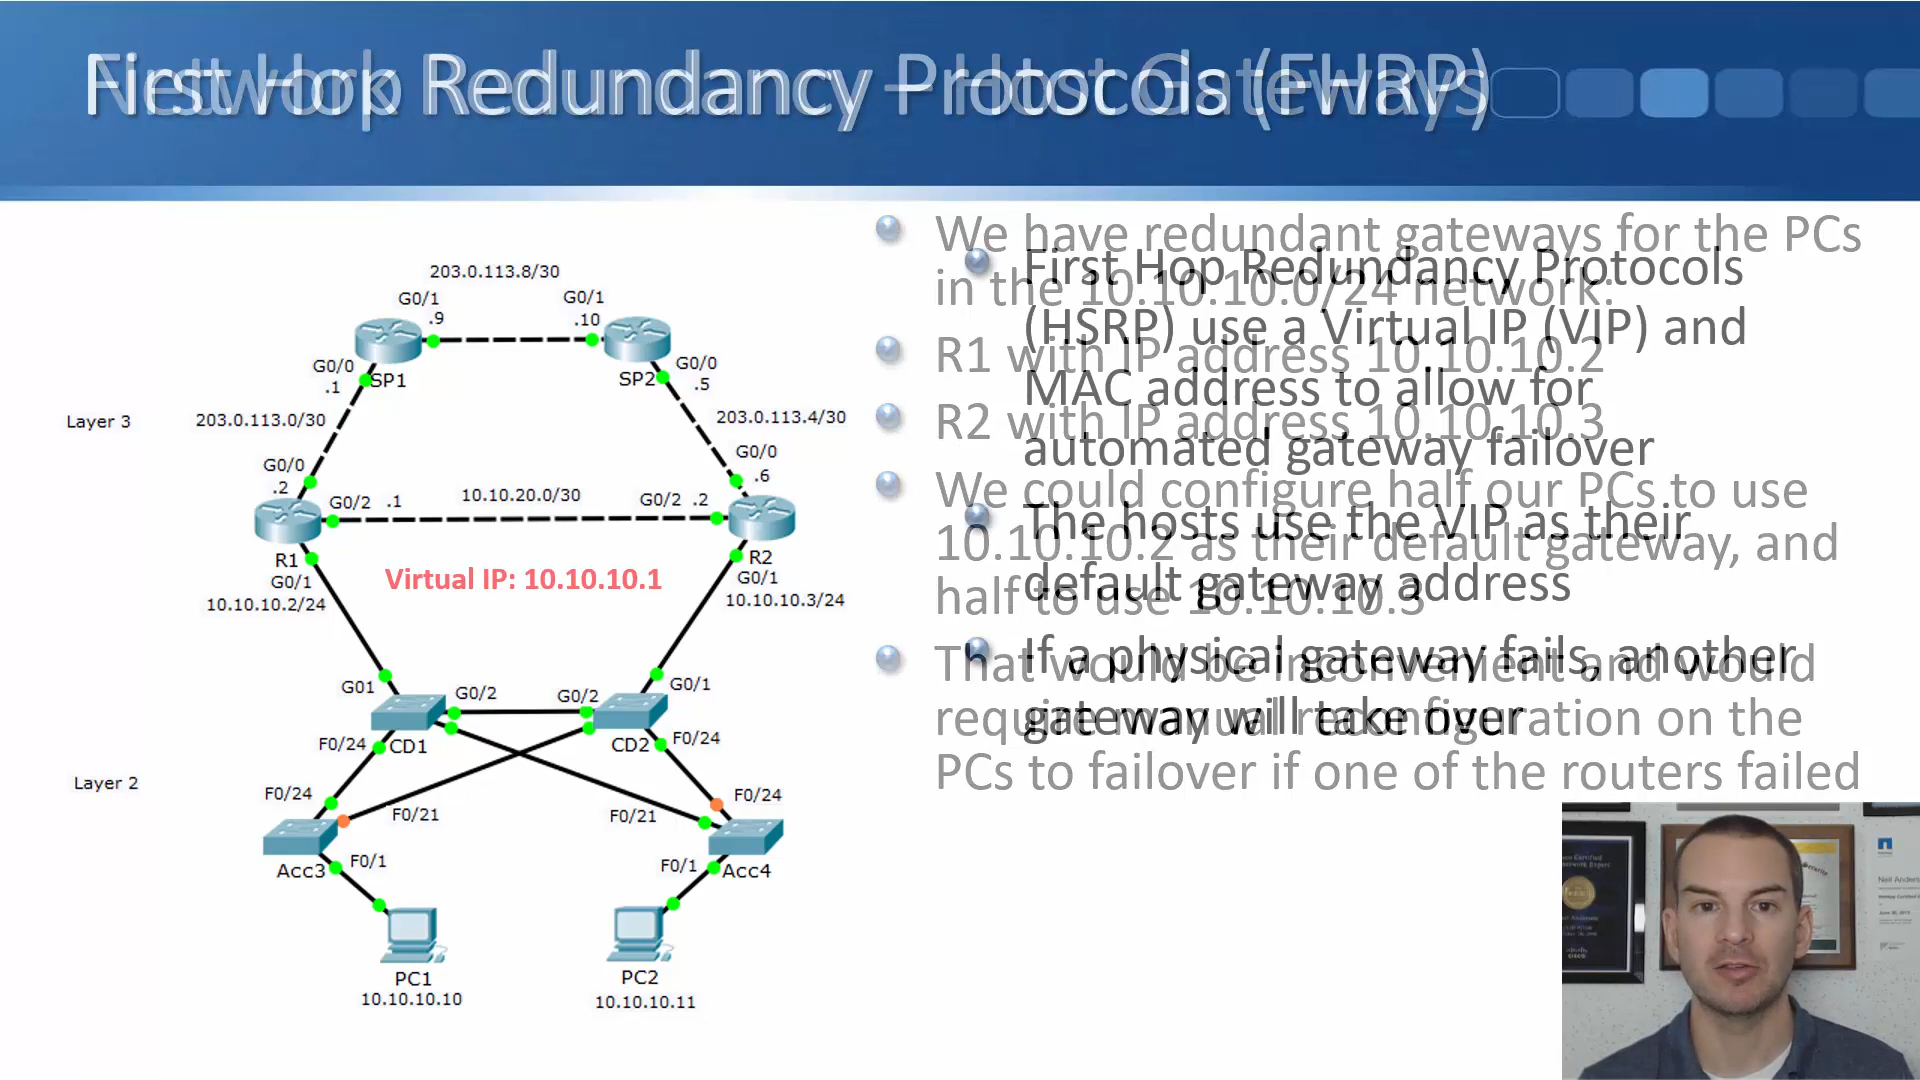 First Hop Redundancy Protocols (FHRP)
Network Redundancy – Host Gateways
203.0.113.8/30
G0/1
.9
G0/1
.10
G0/0
.1
SP1
SP2
G0/0
.5
Layer 3
203.0.113.0/30
203.0.113.4/30
G0/0
.2
G0/0
.6
G0/2 .1
10.10.20.0/30
G0/2 .2
R1
G0/1
10.10.10.2/24
Virtual IP: 10.10.10.1
R2
G0/1
10.10.10.3/24
G01
G0/2
G0/2
G0/1
F0/24
CD1
CD2
F0/24
Layer 2
F0/24
F0/21
F0/21
F0/24
Acc3
F0/1
F0/1
Acc4
PC1
10.10.10.10
PC2
10.10.10.11
We have redundant gateways for the PCs
in the 10.10.10.0/24 network:
R1 with IP address 10.10.10.2
R2 with IP address 10.10.10.3
We could configure half our PCs to use
10.10.10.2 as their default gateway, and
half to use 10.10.10.3
That would be inconvenient and would
require manual reconfiguration on the
PCs to failover if one of the routers failed
First Hop Redundancy Protocols
(HSRP) use a Virtual IP (VIP) and
MAC address to allow for
automated gateway failover
The hosts use the VIP as their
default gateway address
If a physical gateway fails, another
gateway will take over